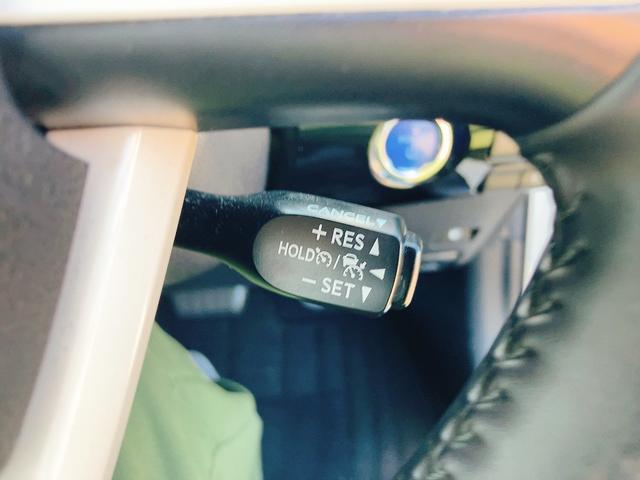 CANCEL
+ RES
HOLD /
− SET